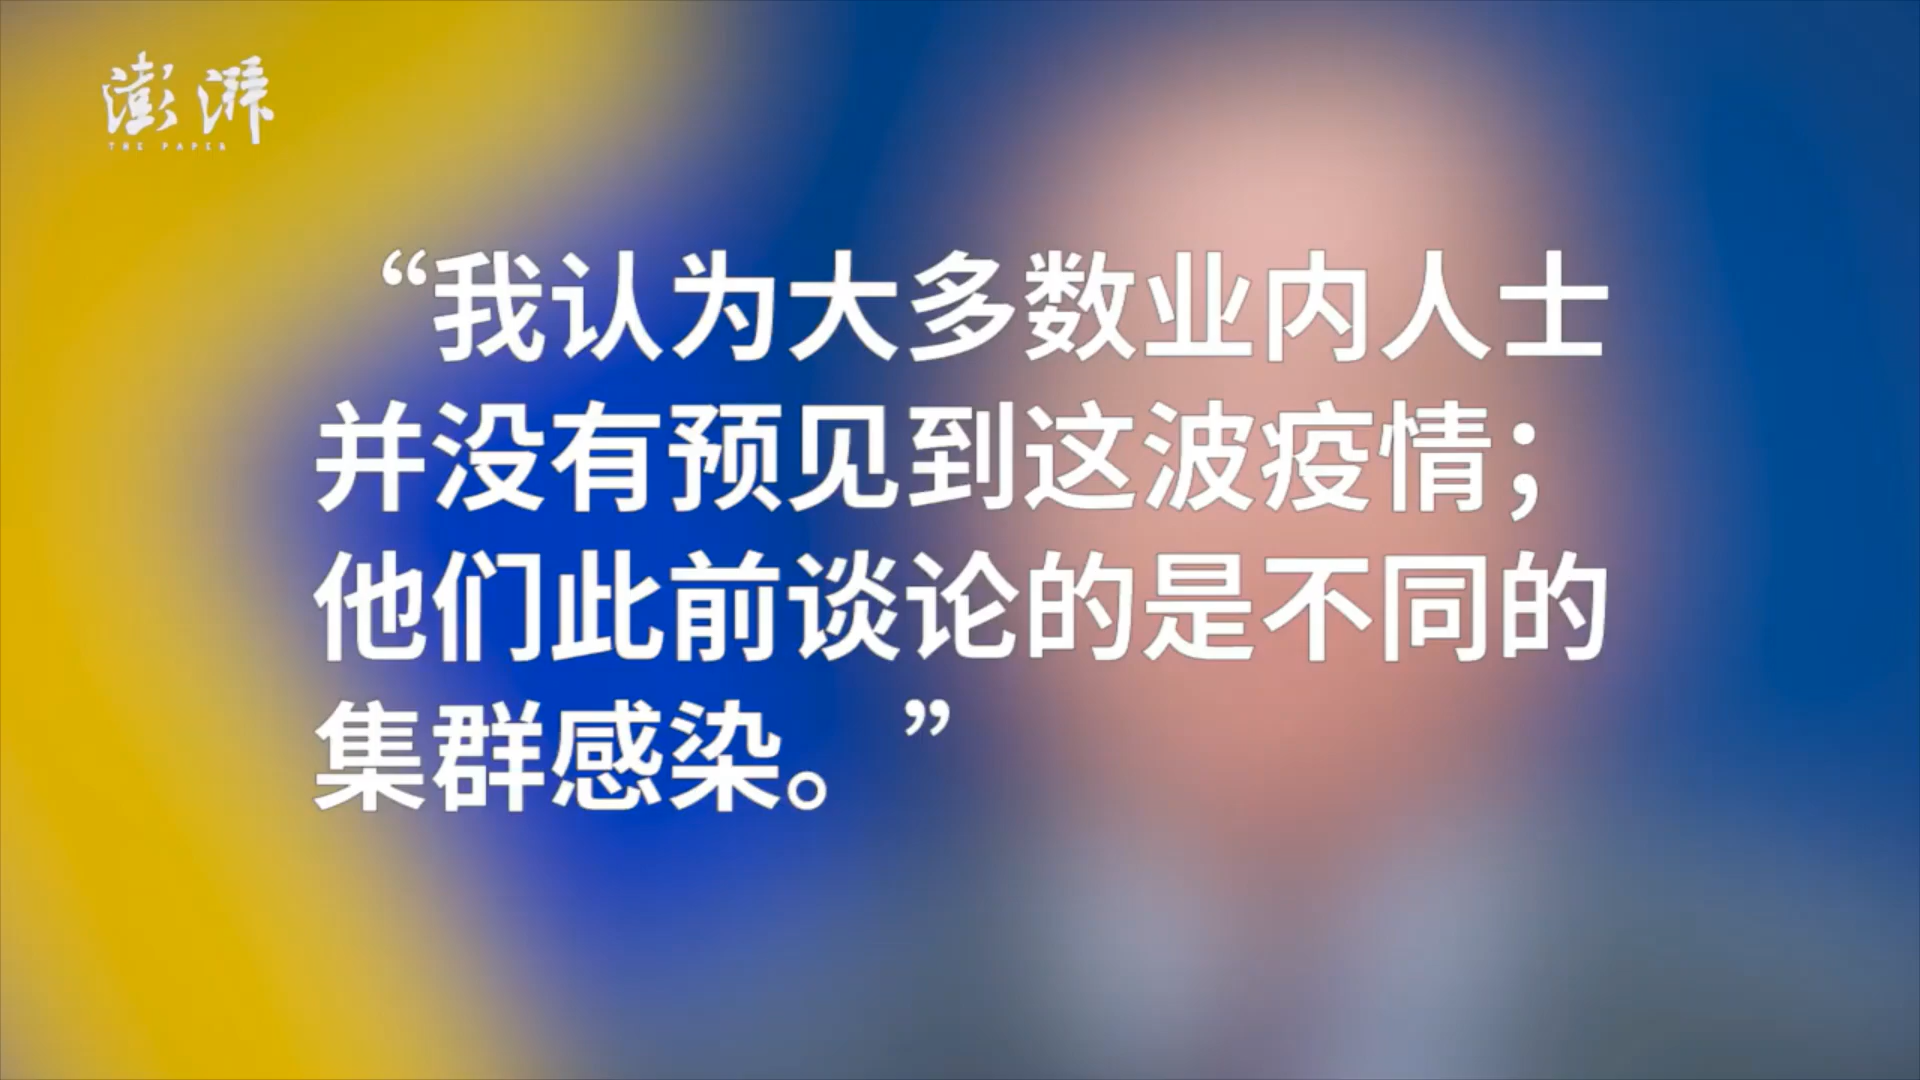 澎湃
THE PAPER
“我认为大多数业内人士
并没有预见到这波疫情；
他们此前谈论的是不同的
集群感染。”